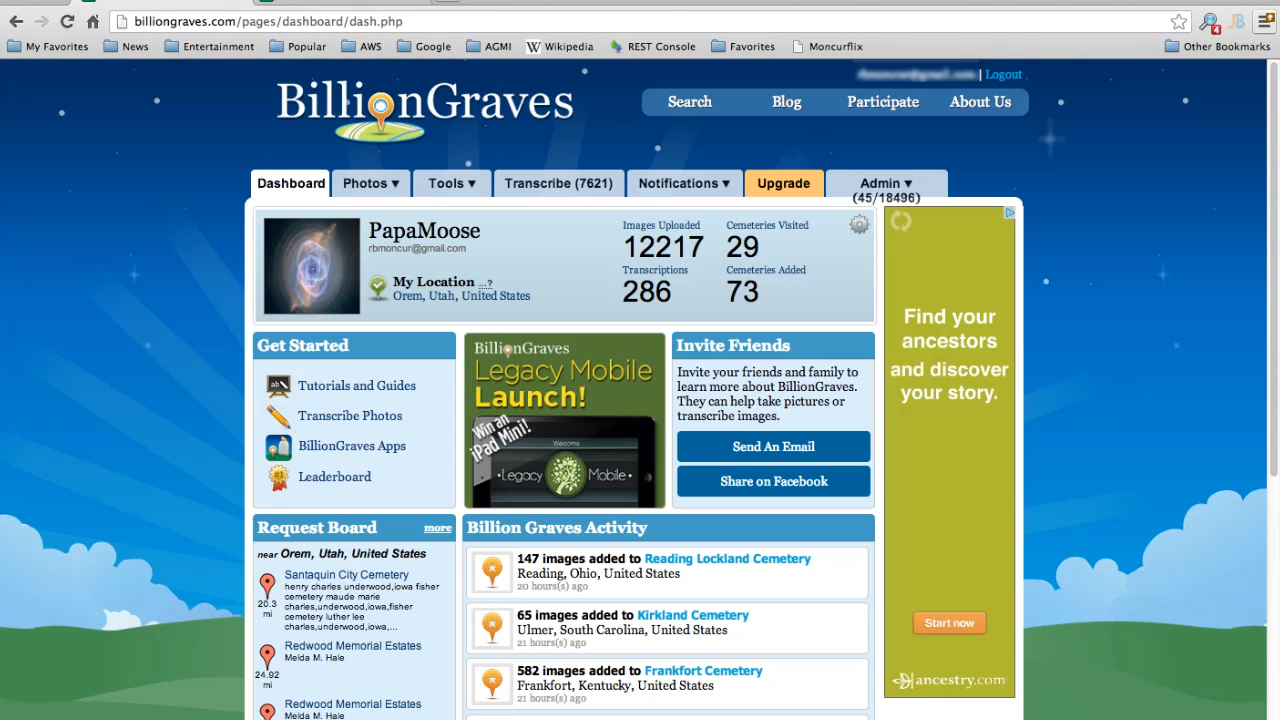 billiongraves.com/pages/dashboard/dash.php
4
JB
My Favorites
News
Entertainment
Popular
AWS
Google
AGMI
W Wikipedia
REST Console
Favorites
Moncurflix
Other Bookmarks
| Logout
BillionGraves
Search
Blog
Participate
About Us
Dashboard
Photos ▾
Tools ▾
Transcribe (7621)
Notifications ▾
Upgrade
Admin ▾
(45/18496)
PapaMoose
rbmoncur@gmail.com
My Location ...?
Orem, Utah, United States
Images Uploaded
12217
Cemeteries Visited
29
Transcriptions
286
Cemeteries Added
73
Get Started
Tutorials and Guides
Transcribe Photos
BillionGraves Apps
#1
Leaderboard
BillionGraves
Legacy Mobile
Launch!
Win an
iPad Mini!
Welcome
•Legacy Mobile•
Invite Friends
Invite your friends and family to
learn more about BillionGraves.
They can help take pictures or
transcribe images.
Send An Email
Share on Facebook
Find your
ancestors
and discover
your story.
Start now
ancestry.com
Request Board
more
near Orem, Utah, United States
Santaquin City Cemetery
henry charles underwood,iowa fisher
cemetery maude marie
charles,underwood,iowa,fisher
cemetery luther lee
charles,underwood,iowa,...
20.3
mi
Redwood Memorial Estates
Melda M. Hale
24.92
mi
Redwood Memorial Estates
Melda M. Hale
Billion Graves Activity
147 images added to Reading Lockland Cemetery
Reading, Ohio, United States
20 hours(s) ago
65 images added to Kirkland Cemetery
Ulmer, South Carolina, United States
21 hours(s) ago
582 images added to Frankfort Cemetery
Frankfort, Kentucky, United States
21 hours(s) ago